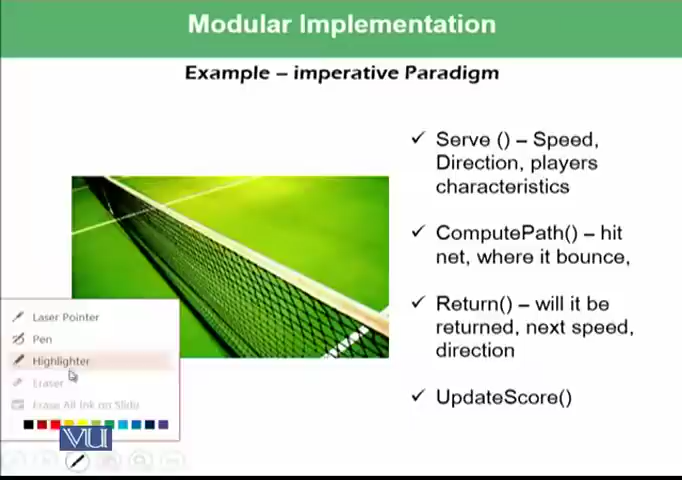 Modular Implementation
Example – imperative Paradigm
✓ Serve () – Speed,
Direction, players
characteristics
✓ ComputePath() – hit
net, where it bounce,
✓ Return() – will it be
returned, next speed,
direction
✓ UpdateScore()
Laser Pointer
Pen
Highlighter
Eraser
Erase All Ink on Slide
VU